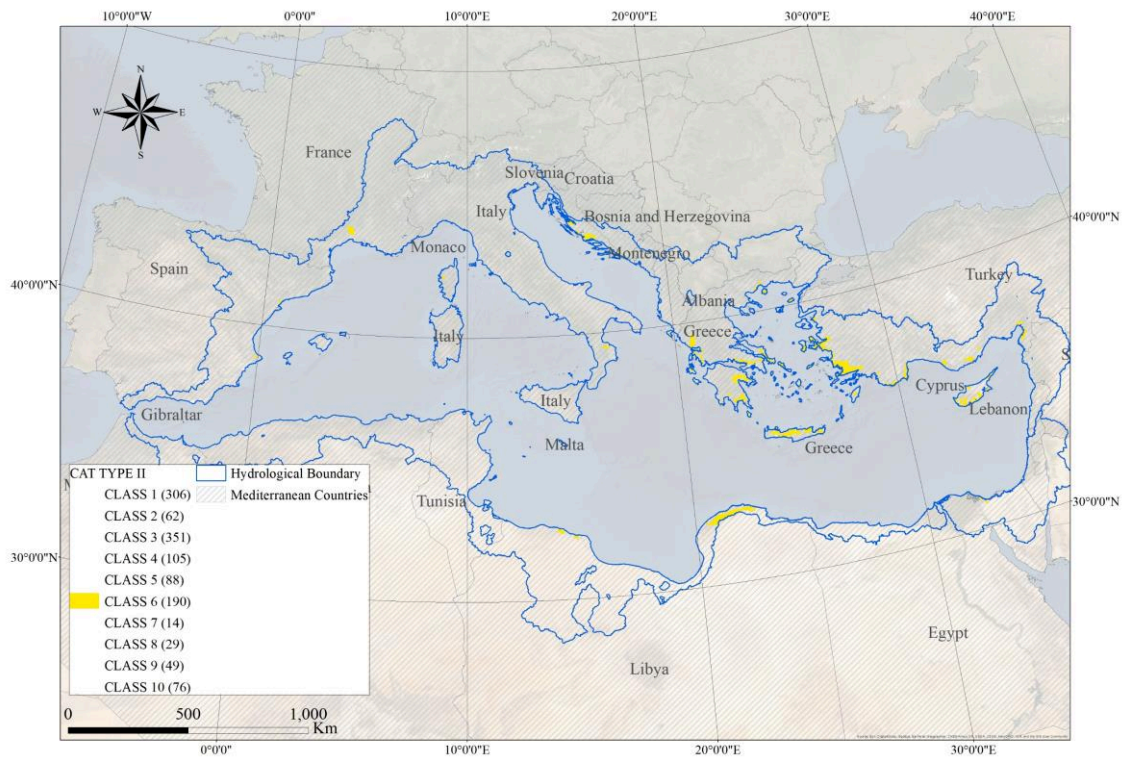 10°0'0"W 0°0'0" 10°0'0"E 20°0'0"E 30°0'0"E 40°0'0"E
N
W E
S
France
Slovenia
Croatia
Italy
Bosnia and Herzegovina
40°0'0"N
Monaco
Montenegro
Spain
Turkey
40°0'0"N
Albania
Greece
Italy
Cyprus
Italy
Lebanon
Gibraltar
Malta
Greece
CAT TYPE II
Hydrological Boundary
Mediterranean Countries
CLASS 1 (306)
CLASS 2 (62)
CLASS 3 (351)
CLASS 4 (105)
CLASS 5 (88)
CLASS 6 (190)
CLASS 7 (14)
CLASS 8 (29)
CLASS 9 (49)
CLASS 10 (76)
Tunisia
30°0'0"N
30°0'0"N
Egypt
Libya
0 500 1,000
Km
0°0'0" 10°0'0"E 20°0'0"E 30°0'0"E